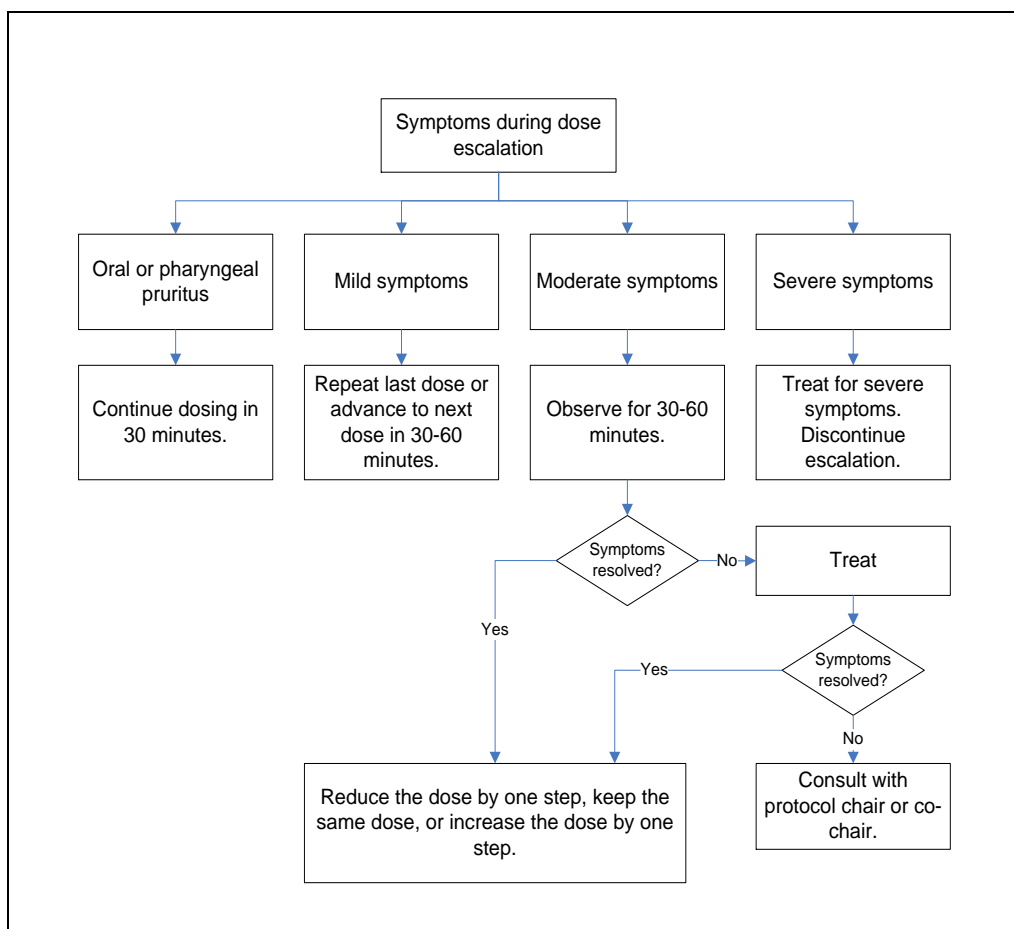 Symptoms during dose
escalation
Oral or pharyngeal
pruritus
Mild symptoms
Moderate symptoms
Severe symptoms
Continue dosing in
30 minutes.
Repeat last dose or
advance to next
dose in 30-60
minutes.
Observe for 30-60
minutes.
Treat for severe
symptoms.
Discontinue
escalation.
Symptoms
resolved?
No
Treat
Yes
Symptoms
resolved?
Yes
No
Reduce the dose by one step, keep the
same dose, or increase the dose by one
step.
Consult with
protocol chair or co-
chair.